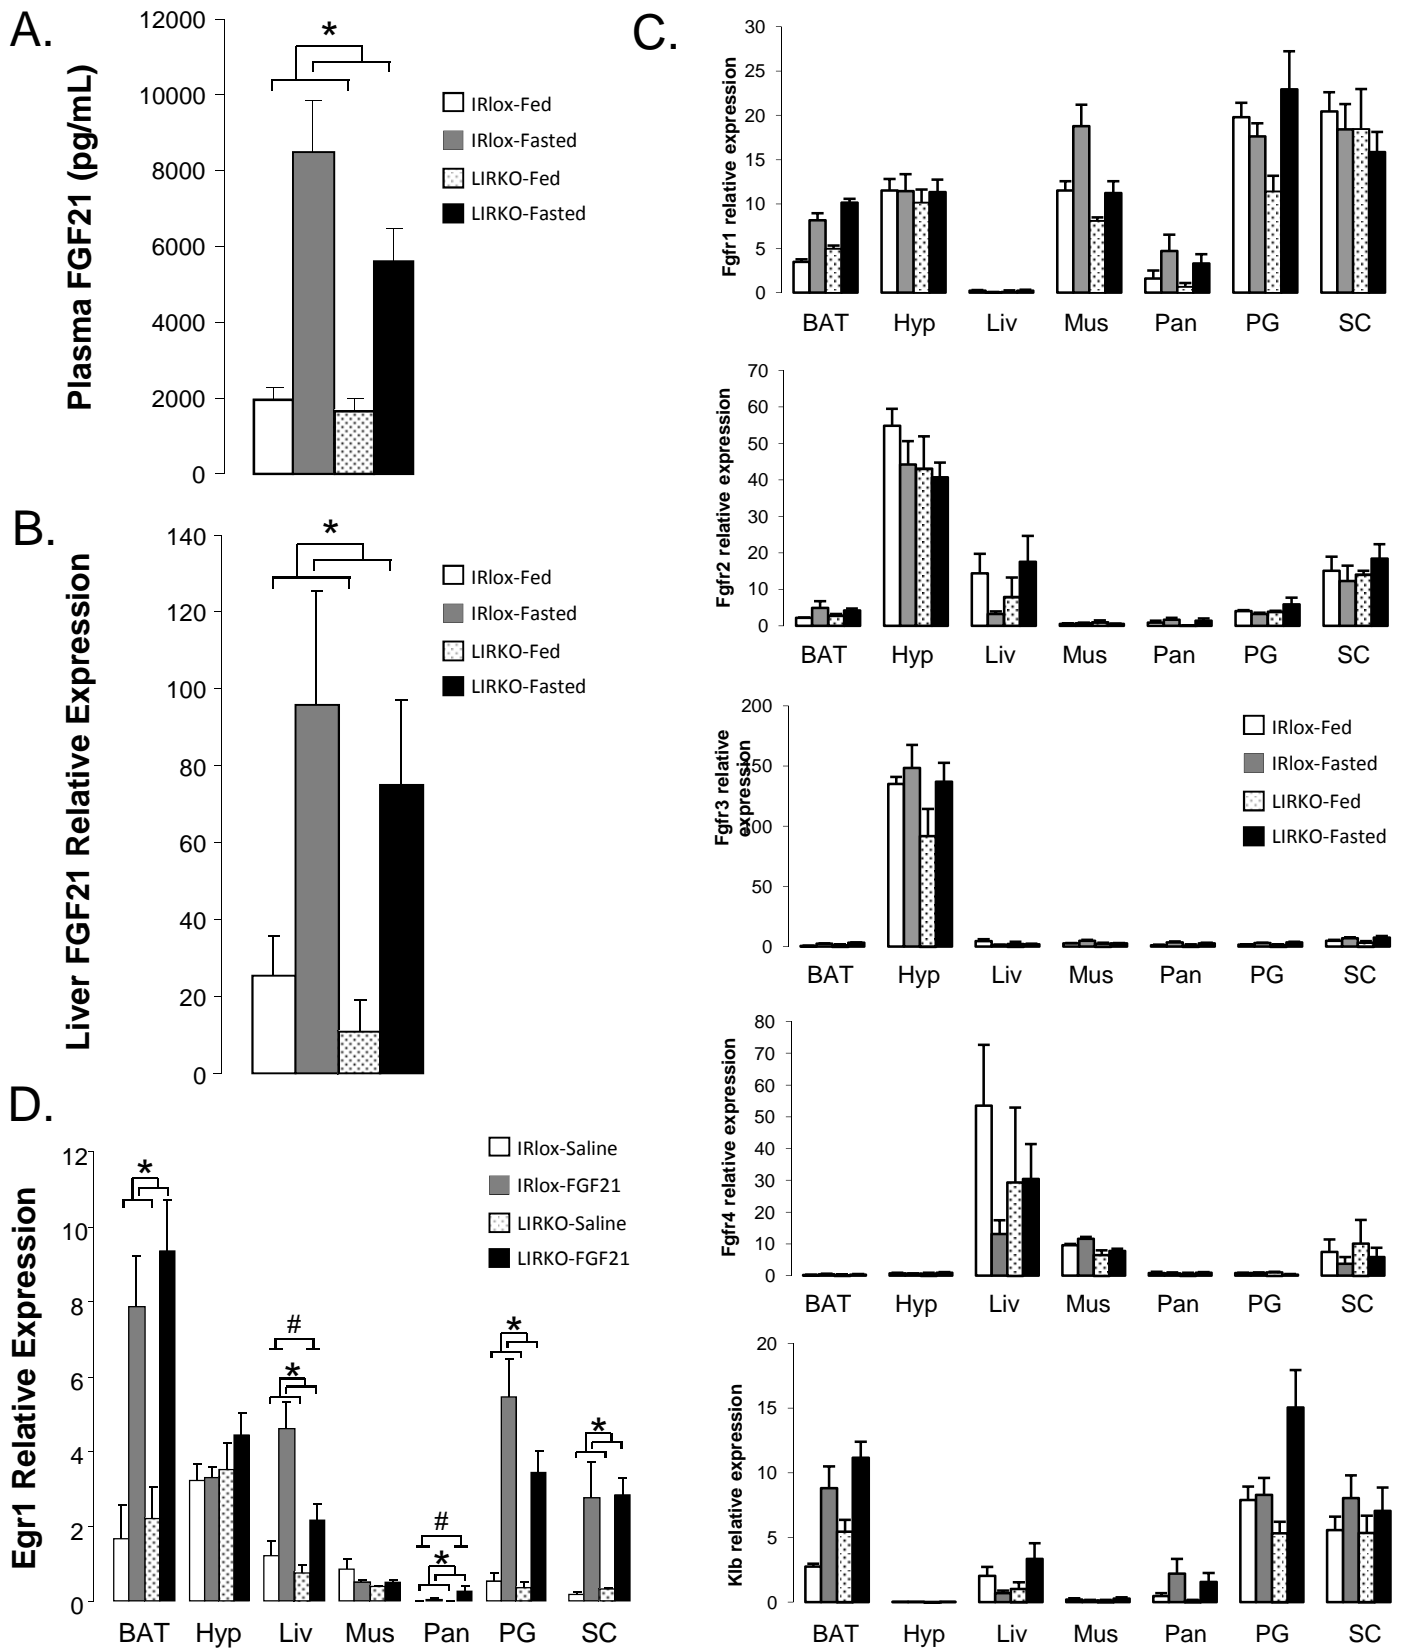 A.
Plasma FGF21 (pg/mL)
12000
10000
8000
6000
4000
2000
0
*
IRlox-Fed
IRlox-Fasted
LIRKO-Fed
LIRKO-Fasted
B.
Liver FGF21 Relative Expression
140
120
100
80
60
40
20
0
*
IRlox-Fed
IRlox-Fasted
LIRKO-Fed
LIRKO-Fasted
C.
Fgfr1 relative expression
30
25
20
15
10
5
0
BAT Hyp Liv Mus Pan PG SC
Fgfr2 relative expression
70
60
50
40
30
20
10
0
BAT Hyp Liv Mus Pan PG SC
Fgfr3 relative
expression
200
150
100
50
0
IRlox-Fed
IRlox-Fasted
LIRKO-Fed
LIRKO-Fasted
BAT Hyp Liv Mus Pan PG SC
Fgfr4 relative expression
80
70
60
50
40
30
20
10
0
BAT Hyp Liv Mus Pan PG SC
Klb relative expression
20
15
10
5
0
BAT Hyp Liv Mus Pan PG SC
D.
Egr1 Relative Expression
12
10
8
6
4
2
0
*
#
*
#
*
*
*
IRlox-Saline
IRlox-FGF21
LIRKO-Saline
LIRKO-FGF21
BAT Hyp Liv Mus Pan PG SC